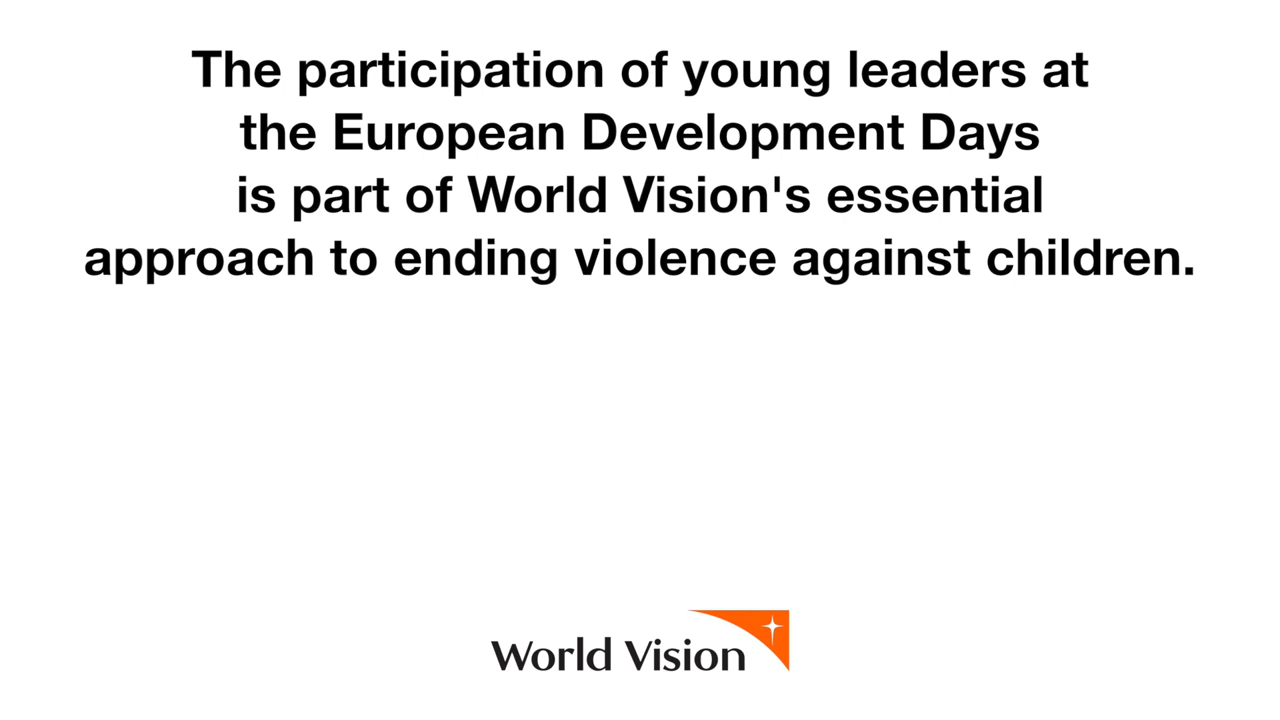 The participation of young leaders at
the European Development Days
is part of World Vision's essential
approach to ending violence against children.
World Vision